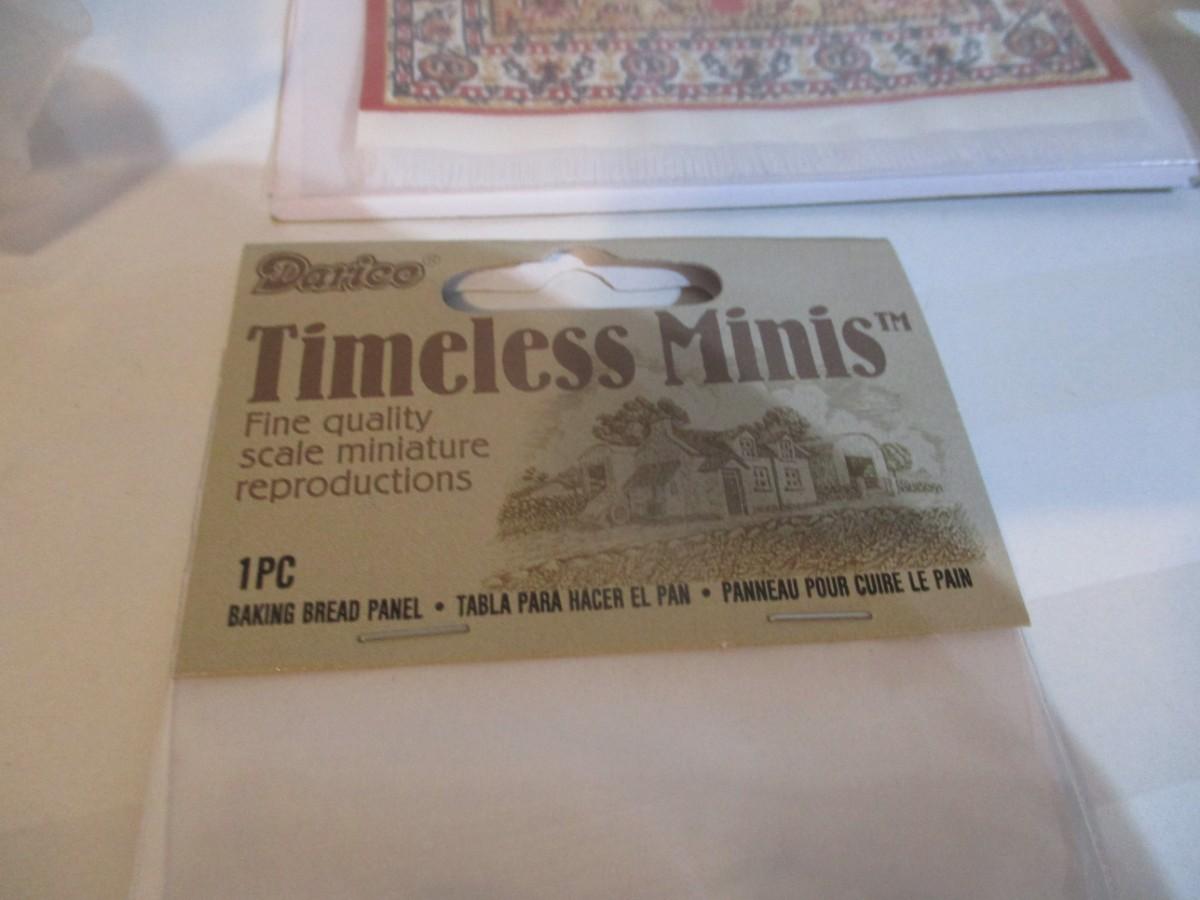 Darice®
Timeless Minis™
Fine quality
scale miniature
reproductions
1PC
BAKING BREAD PANEL • TABLA PARA HACER EL PAN • PANNEAU POUR CUIRE LE PAIN